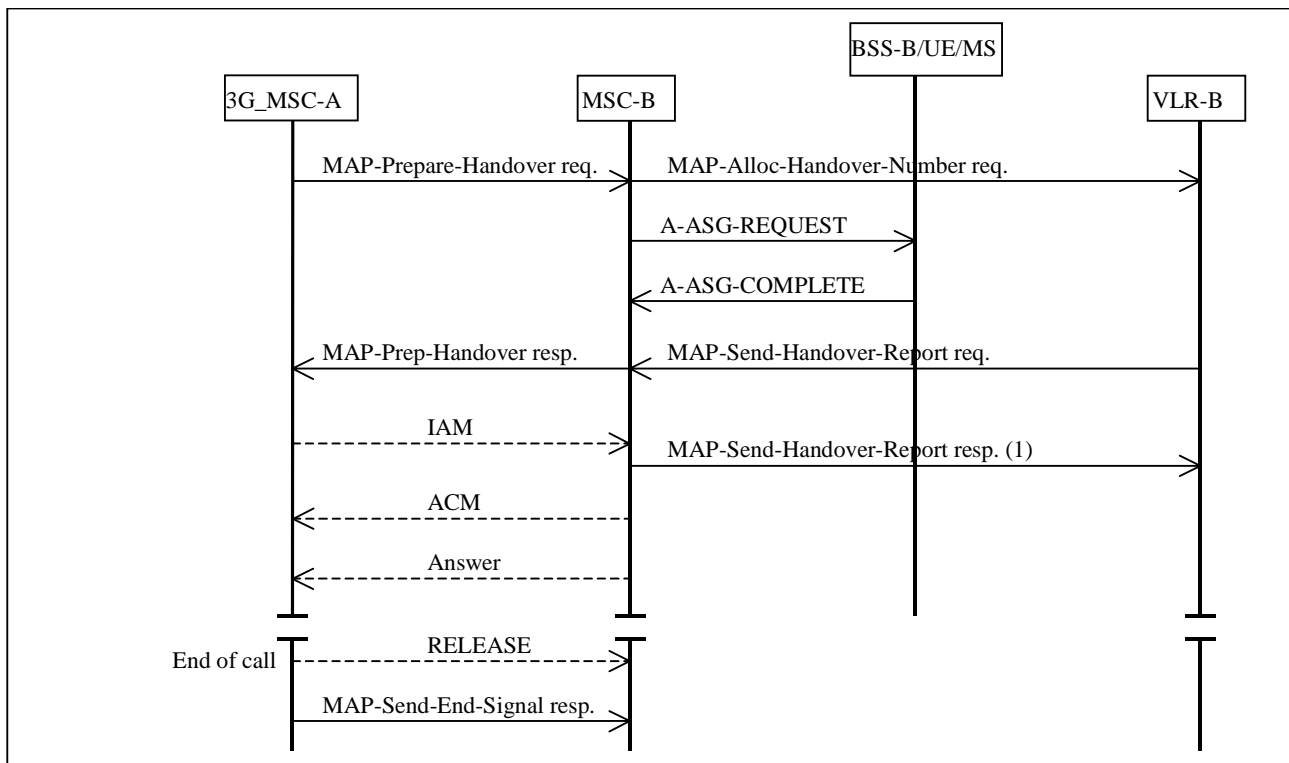 BSS-B/UE/MS
3G_MSC-A
MSC-B
VLR-B
MAP-Prepare-Handover req.
MAP-Alloc-Handover-Number req.
A-ASG-REQUEST
A-ASG-COMPLETE
MAP-Prep-Handover resp.
MAP-Send-Handover-Report req.
IAM
MAP-Send-Handover-Report resp. (1)
ACM
Answer
RELEASE
End of call
MAP-Send-End-Signal resp.